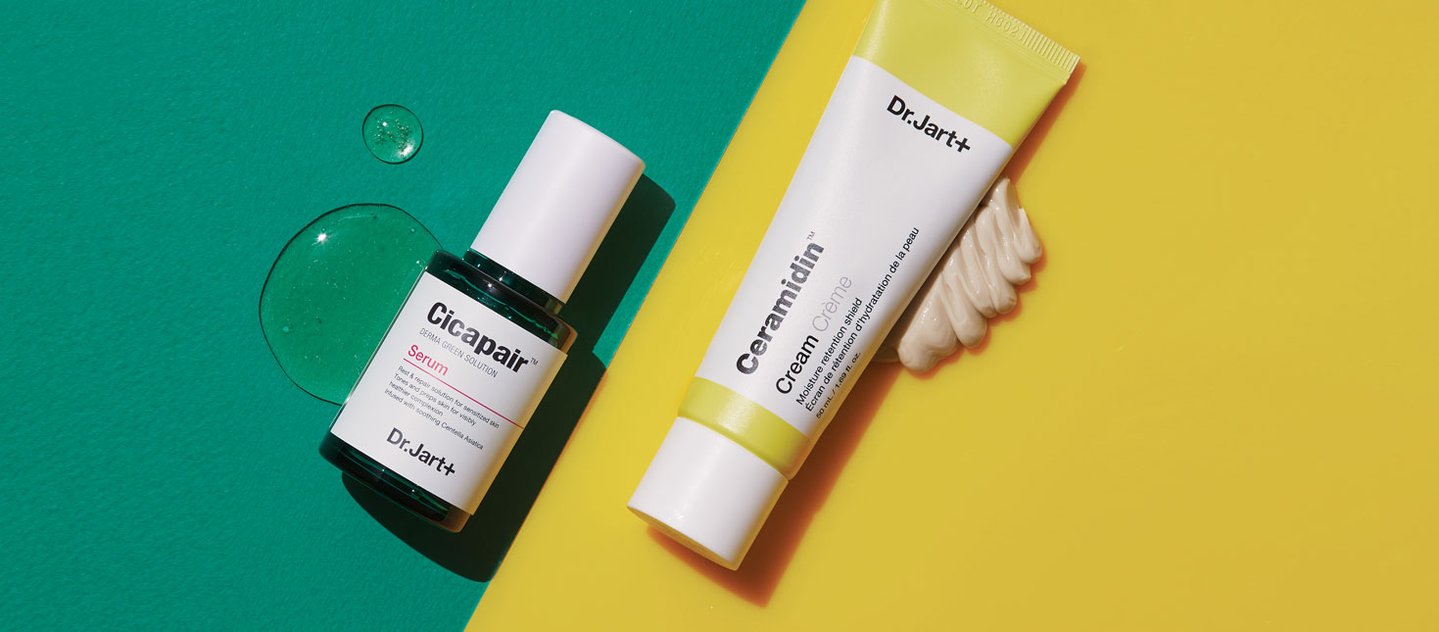 Cicapair™
DERMA GREEN SOLUTION
Serum
Rest & repair solution for sensitized skin
Tones and preps skin for visibly
healthier complexion
Infused with soothing Centella Asiatica
Dr.Jart+
Dr.Jart+
Ceramidin™
Cream Crème
Moisture retention shield
Écran de rétention d'hydratation de la peau
50 mL / 1.69 fl. oz.